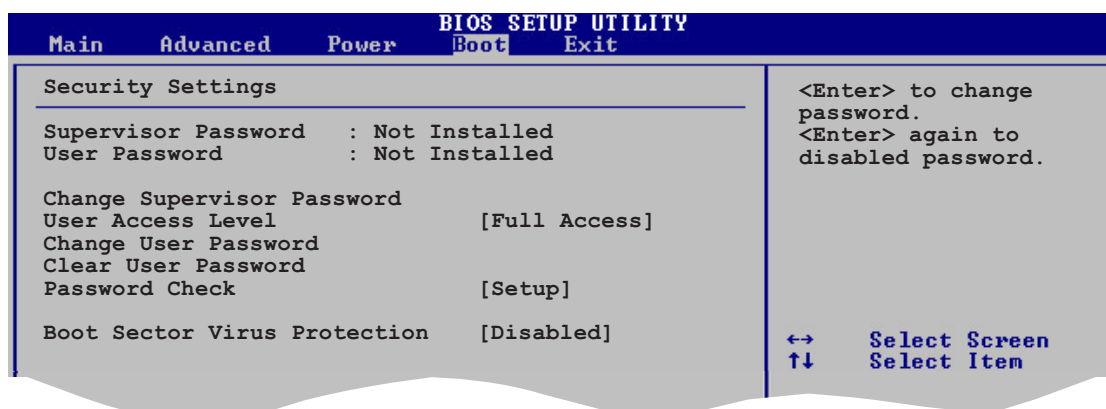 BIOS SETUP UTILITY
Main Advanced Power Boot Exit
Security Settings
Supervisor Password : Not Installed
User Password : Not Installed
Change Supervisor Password
User Access Level [Full Access]
Change User Password
Clear User Password
Password Check [Setup]
Boot Sector Virus Protection [Disabled]
<Enter> to change
password.
<Enter> again to
disabled password.
←→ Select Screen
↑↓ Select Item